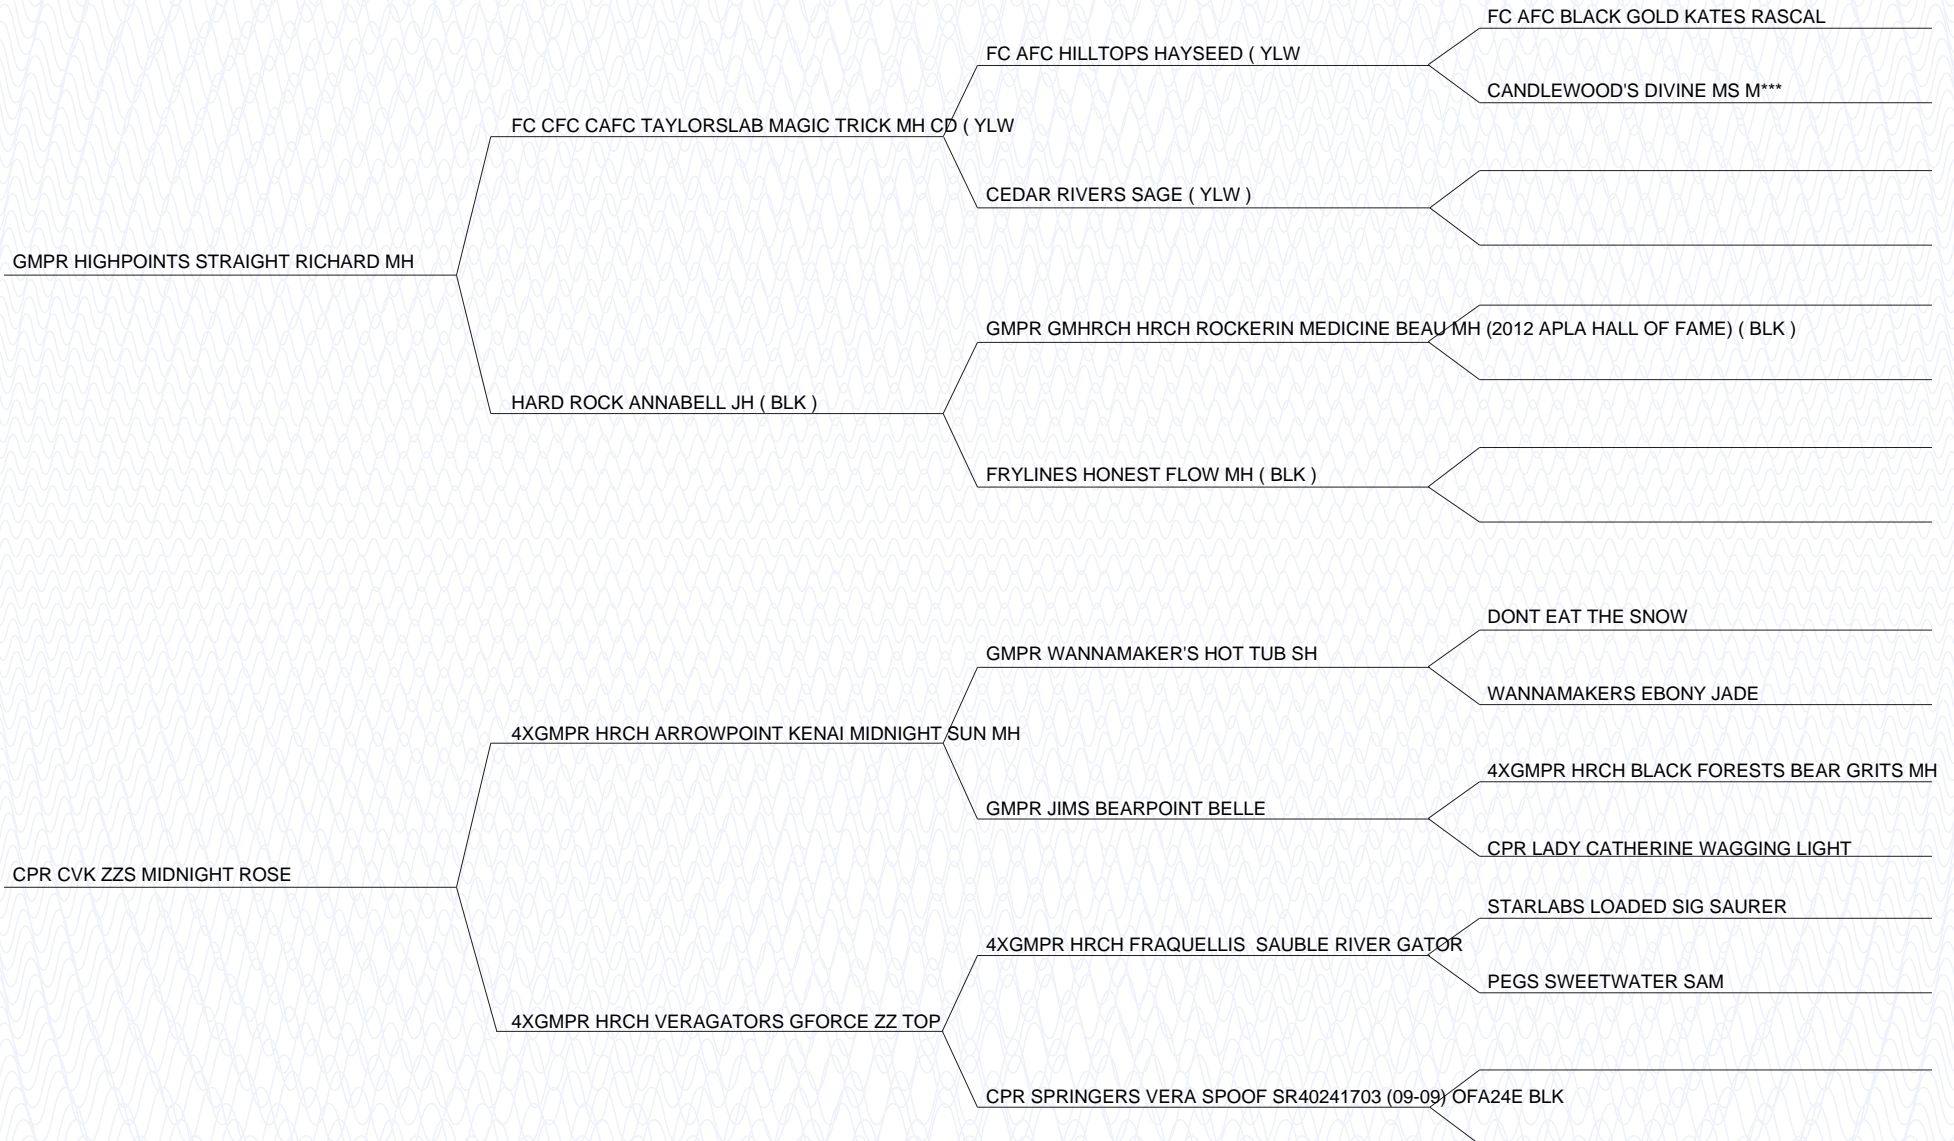 FC AFC BLACK GOLD KATES RASCAL
FC AFC HILLTOPS HAYSEED ( YLW
CANDLEWOOD'S DIVINE MS M***
FC CFC CAFC TAYLORSLAB MAGIC TRICK MH CD ( YLW
CEDAR RIVERS SAGE ( YLW )
GMPR HIGHPOINTS STRAIGHT RICHARD MH
GMPR GMHRCH HRCH ROCKERIN MEDICINE BEAU MH (2012 APLA HALL OF FAME) ( BLK )
HARD ROCK ANNABELL JH ( BLK )
FRYLINES HONEST FLOW MH ( BLK )
DONT EAT THE SNOW
GMPR WANNAMAKER'S HOT TUB SH
WANNAMAKERS EBONY JADE
4XGMPR HRCH ARROWPOINT KENAI MIDNIGHT SUN MH
4XGMPR HRCH BLACK FORESTS BEAR GRITS MH
GMPR JIMS BEARPOINT BELLE
CPR LADY CATHERINE WAGGING LIGHT
CPR CVK ZZS MIDNIGHT ROSE
STARLABS LOADED SIG SAURER
4XGMPR HRCH FRAQUELLIS  SAUBLE RIVER GATOR
PEGS SWEETWATER SAM
4XGMPR HRCH VERAGATORS GFORCE ZZ TOP
CPR SPRINGERS VERA SPOOF SR40241703 (09-09) OFA24E BLK